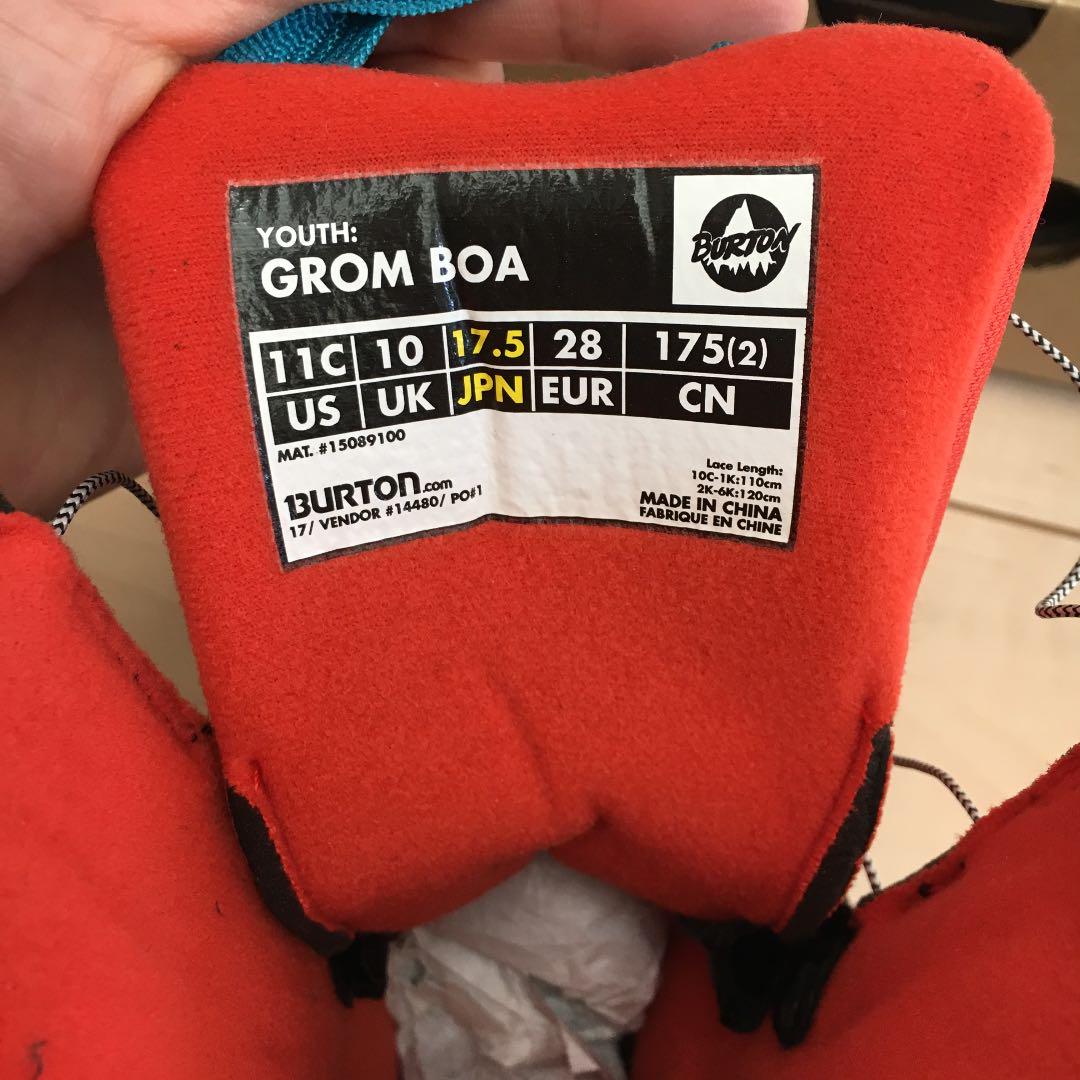 YOUTH:
GROM BOA
BURTON
11C 10 17.5 28 175(2)
US UK JPN EUR CN
MAT. #15089100
BURTON.com
17/ VENDOR #14480/ PO#1
Lace Length:
10C-1K:110cm
2K-6K:120cm
MADE IN CHINA
FABRIQUE EN CHINE